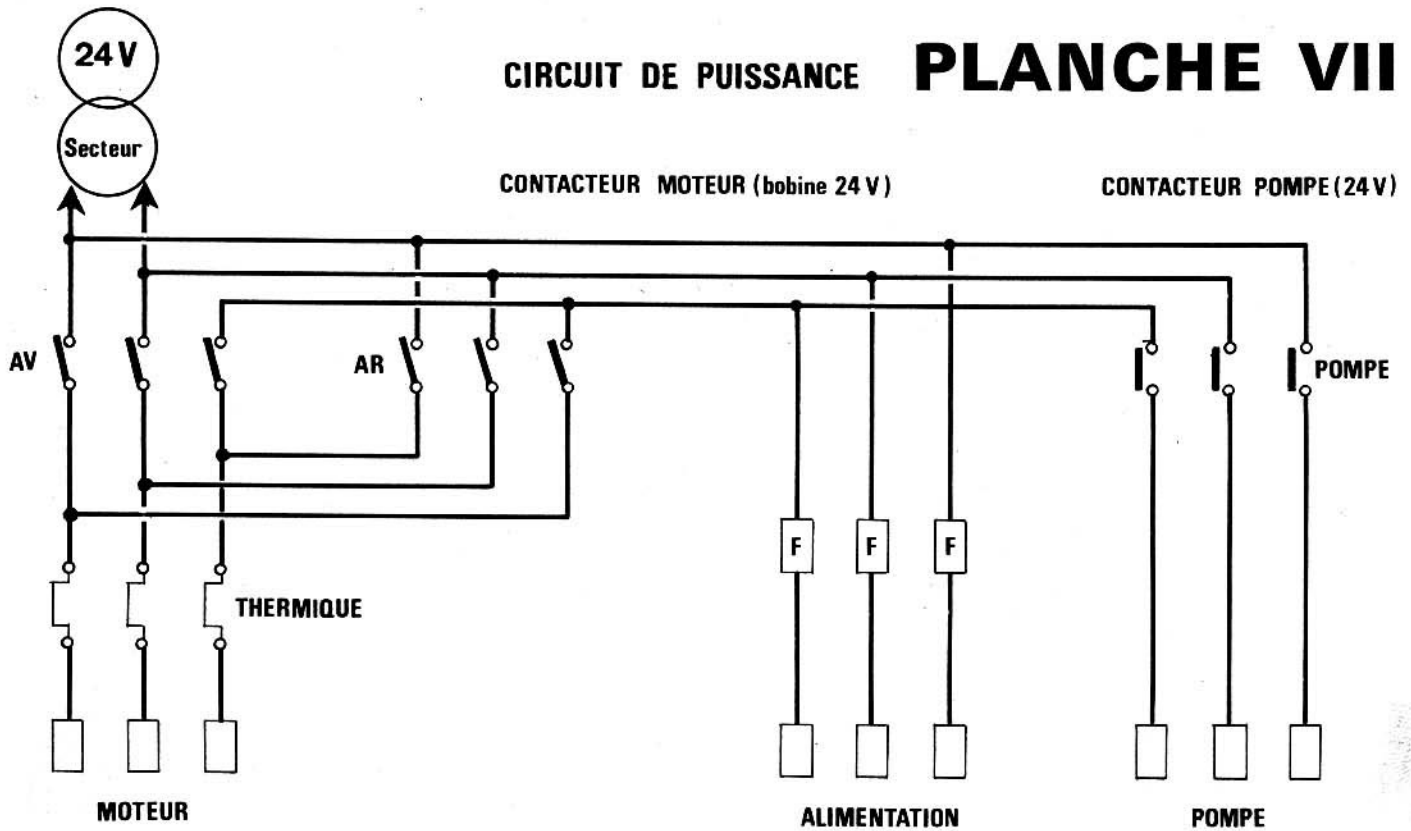 24 V
Secteur
CIRCUIT DE PUISSANCE
PLANCHE VII
CONTACTEUR MOTEUR (bobine 24 V)
CONTACTEUR POMPE (24 V)
AV
AR
POMPE
F
F
F
THERMIQUE
MOTEUR
ALIMENTATION
POMPE